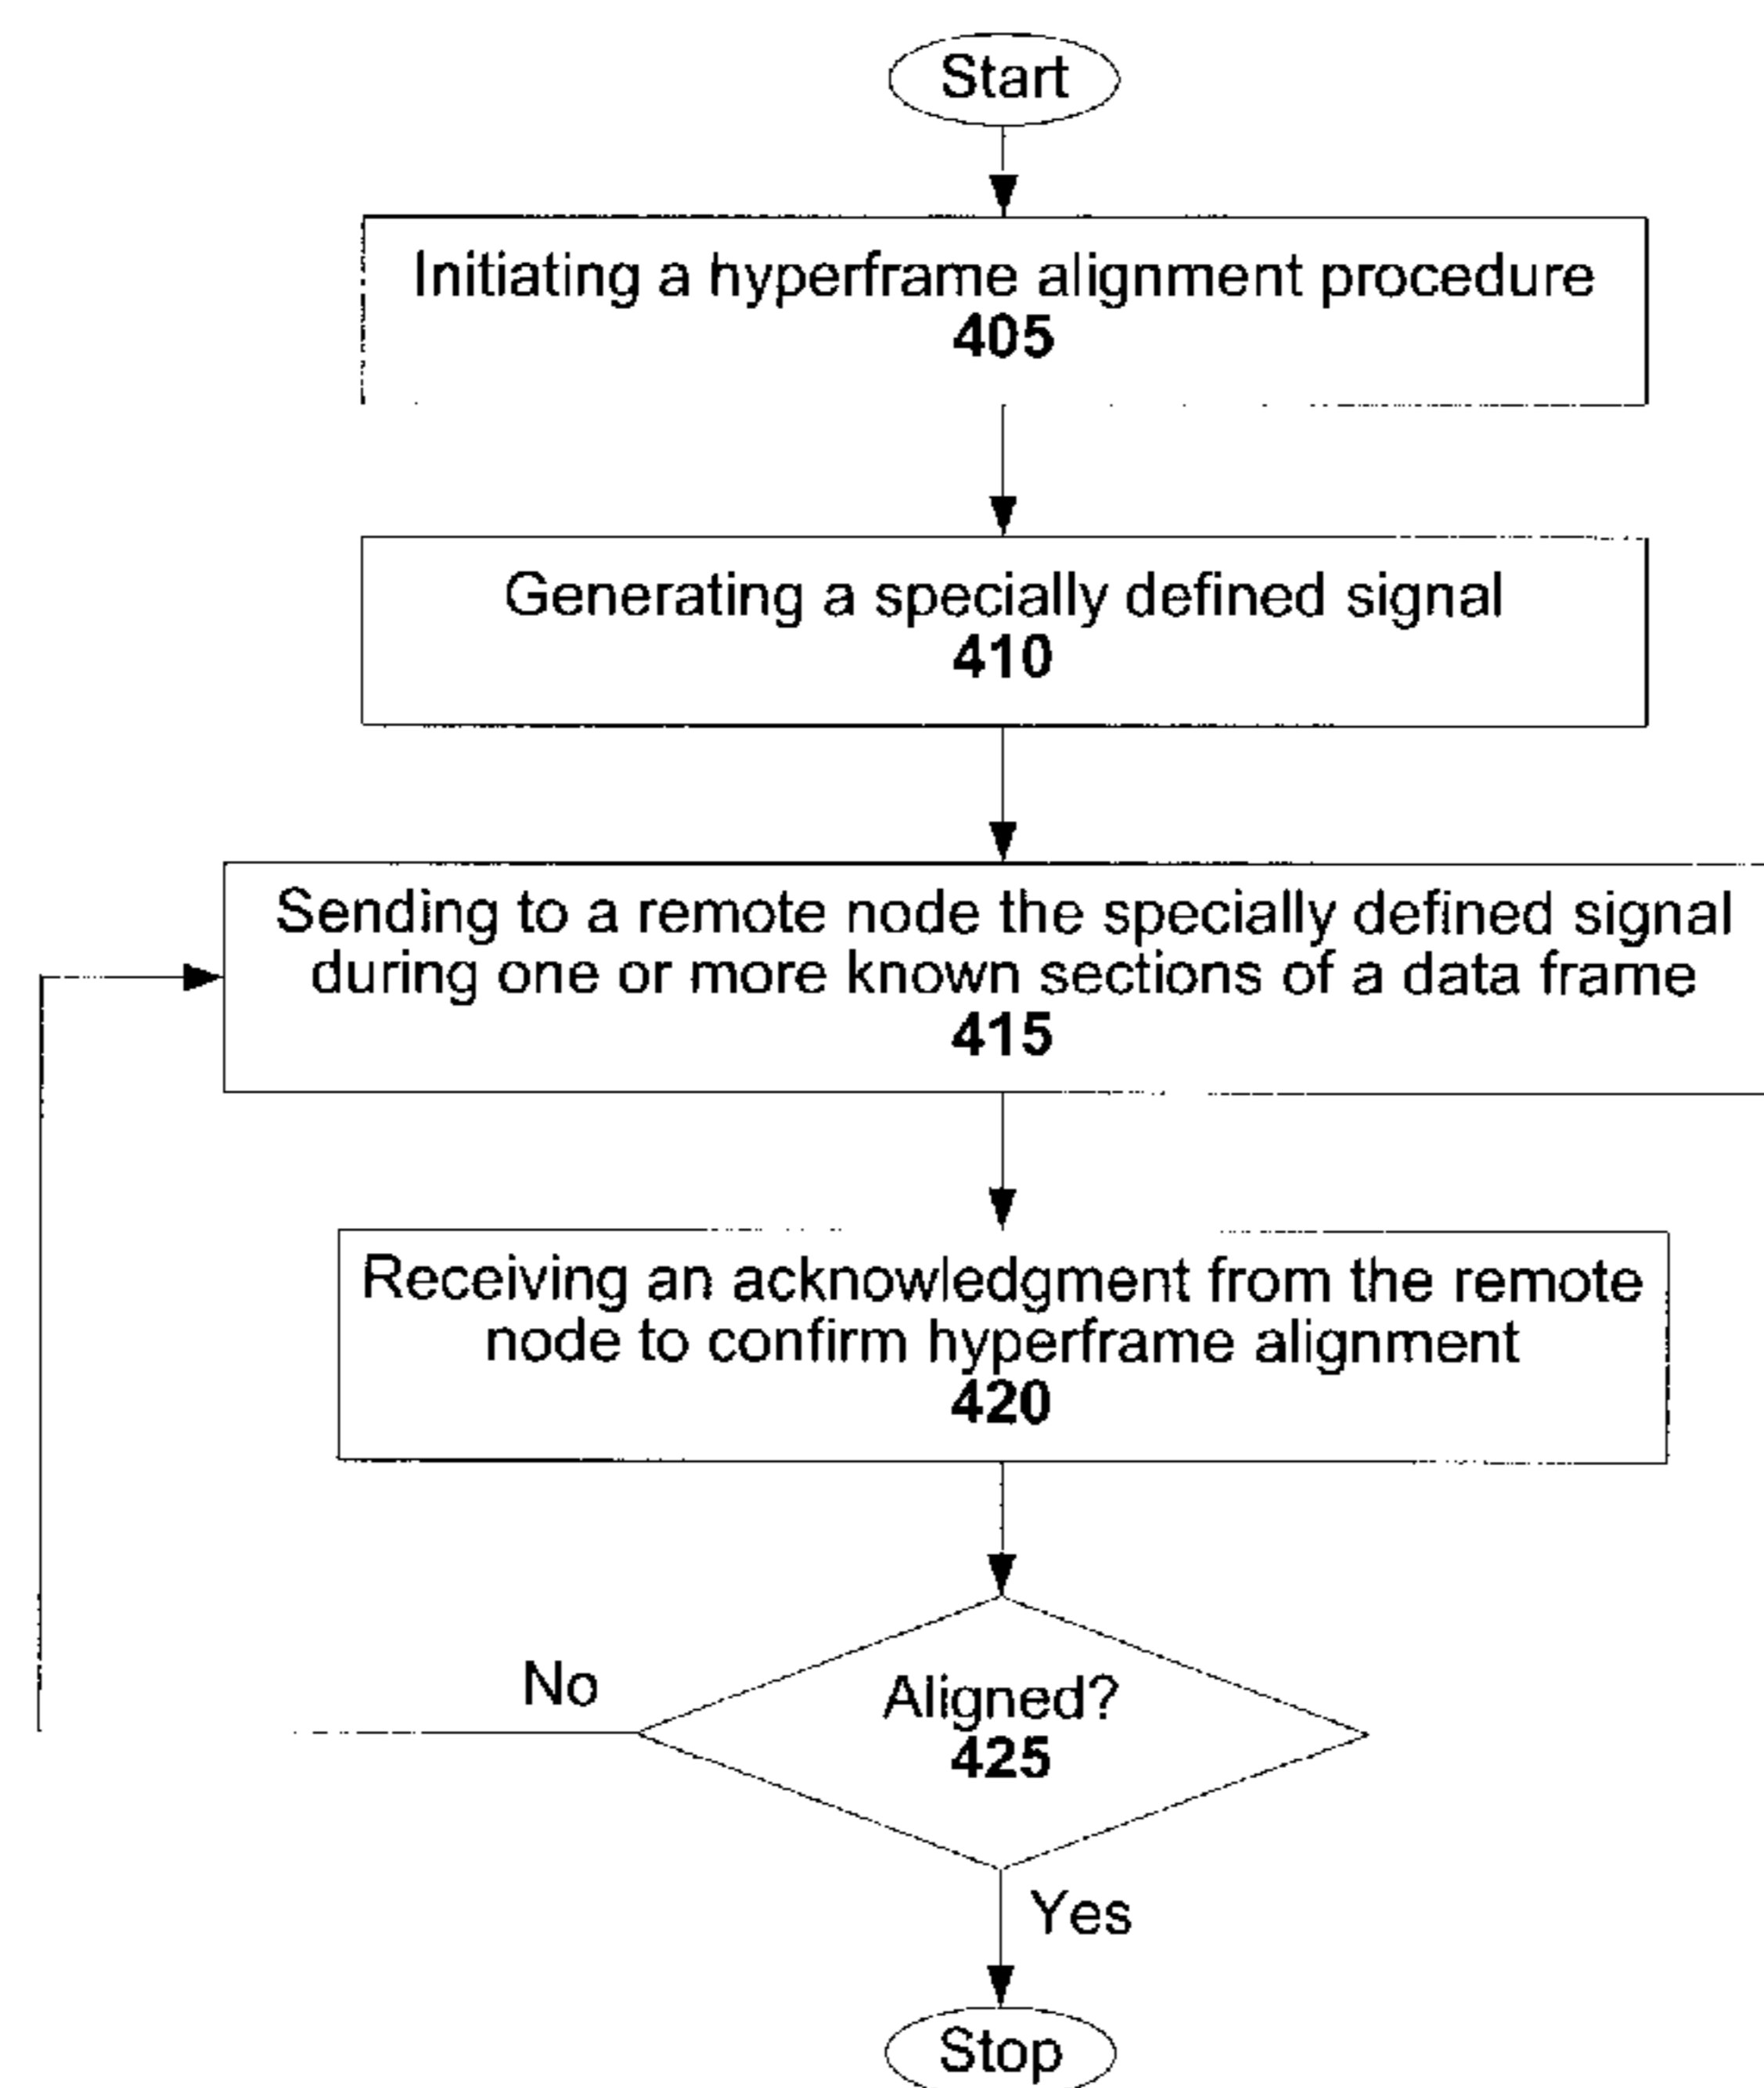 Start
Initiating a hyperframe alignment procedure
405
Generating a specially defined signal
410
Sending to a remote node the specially defined signal
during one or more known sections of a data frame
415
Receiving an acknowledgment from the remote
node to confirm hyperframe alignment
420
No
Aligned?
425
Yes
Stop